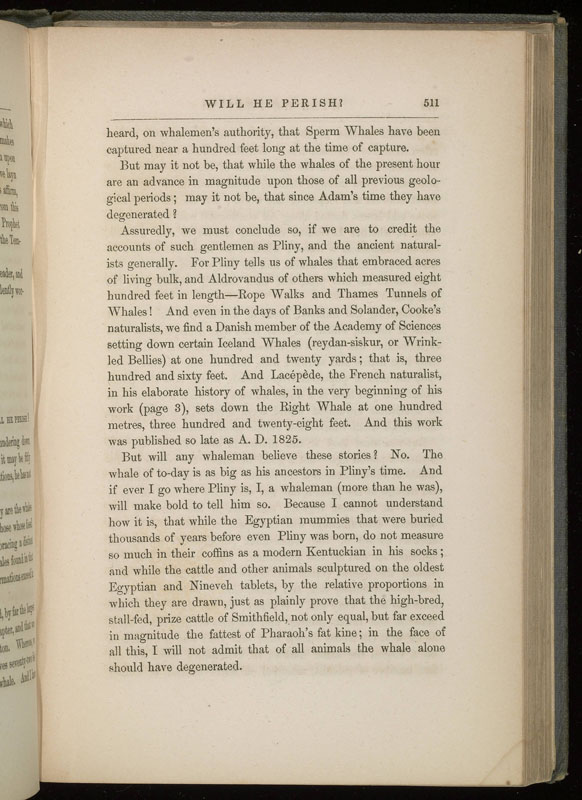 WILL HE PERISH? 511
heard, on whalemen's authority, that Sperm Whales have been
captured near a hundred feet long at the time of capture.
But may it not be, that while the whales of the present hour
are an advance in magnitude upon those of all previous geolo-
gical periods; may it not be, that since Adam's time they have
degenerated?
Assuredly, we must conclude so, if we are to credit the
accounts of such gentlemen as Pliny, and the ancient natural-
ists generally. For Pliny tells us of whales that embraced acres
of living bulk, and Aldrovandus of others which measured eight
hundred feet in length—Rope Walks and Thames Tunnels of
Whales! And even in the days of Banks and Solander, Cooke's
naturalists, we find a Danish member of the Academy of Sciences
setting down certain Iceland Whales (reydan-siskur, or Wrink-
led Bellies) at one hundred and twenty yards; that is, three
hundred and sixty feet. And Lacépède, the French naturalist,
in his elaborate history of whales, in the very beginning of his
work (page 3), sets down the Right Whale at one hundred
metres, three hundred and twenty-eight feet. And this work
was published so late as A. D. 1825.
But will any whaleman believe these stories? No. The
whale of to-day is as big as his ancestors in Pliny's time. And
if ever I go where Pliny is, I, a whaleman (more than he was),
will make bold to tell him so. Because I cannot understand
how it is, that while the Egyptian mummies that were buried
thousands of years before even Pliny was born, do not measure
so much in their coffins as a modern Kentuckian in his socks;
and while the cattle and other animals sculptured on the oldest
Egyptian and Nineveh tablets, by the relative proportions in
which they are drawn, just as plainly prove that the high-bred,
stall-fed, prize cattle of Smithfield, not only equal, but far exceed
in magnitude the fattest of Pharaoh's fat kine; in the face of
all this, I will not admit that of all animals the whale alone
should have degenerated.